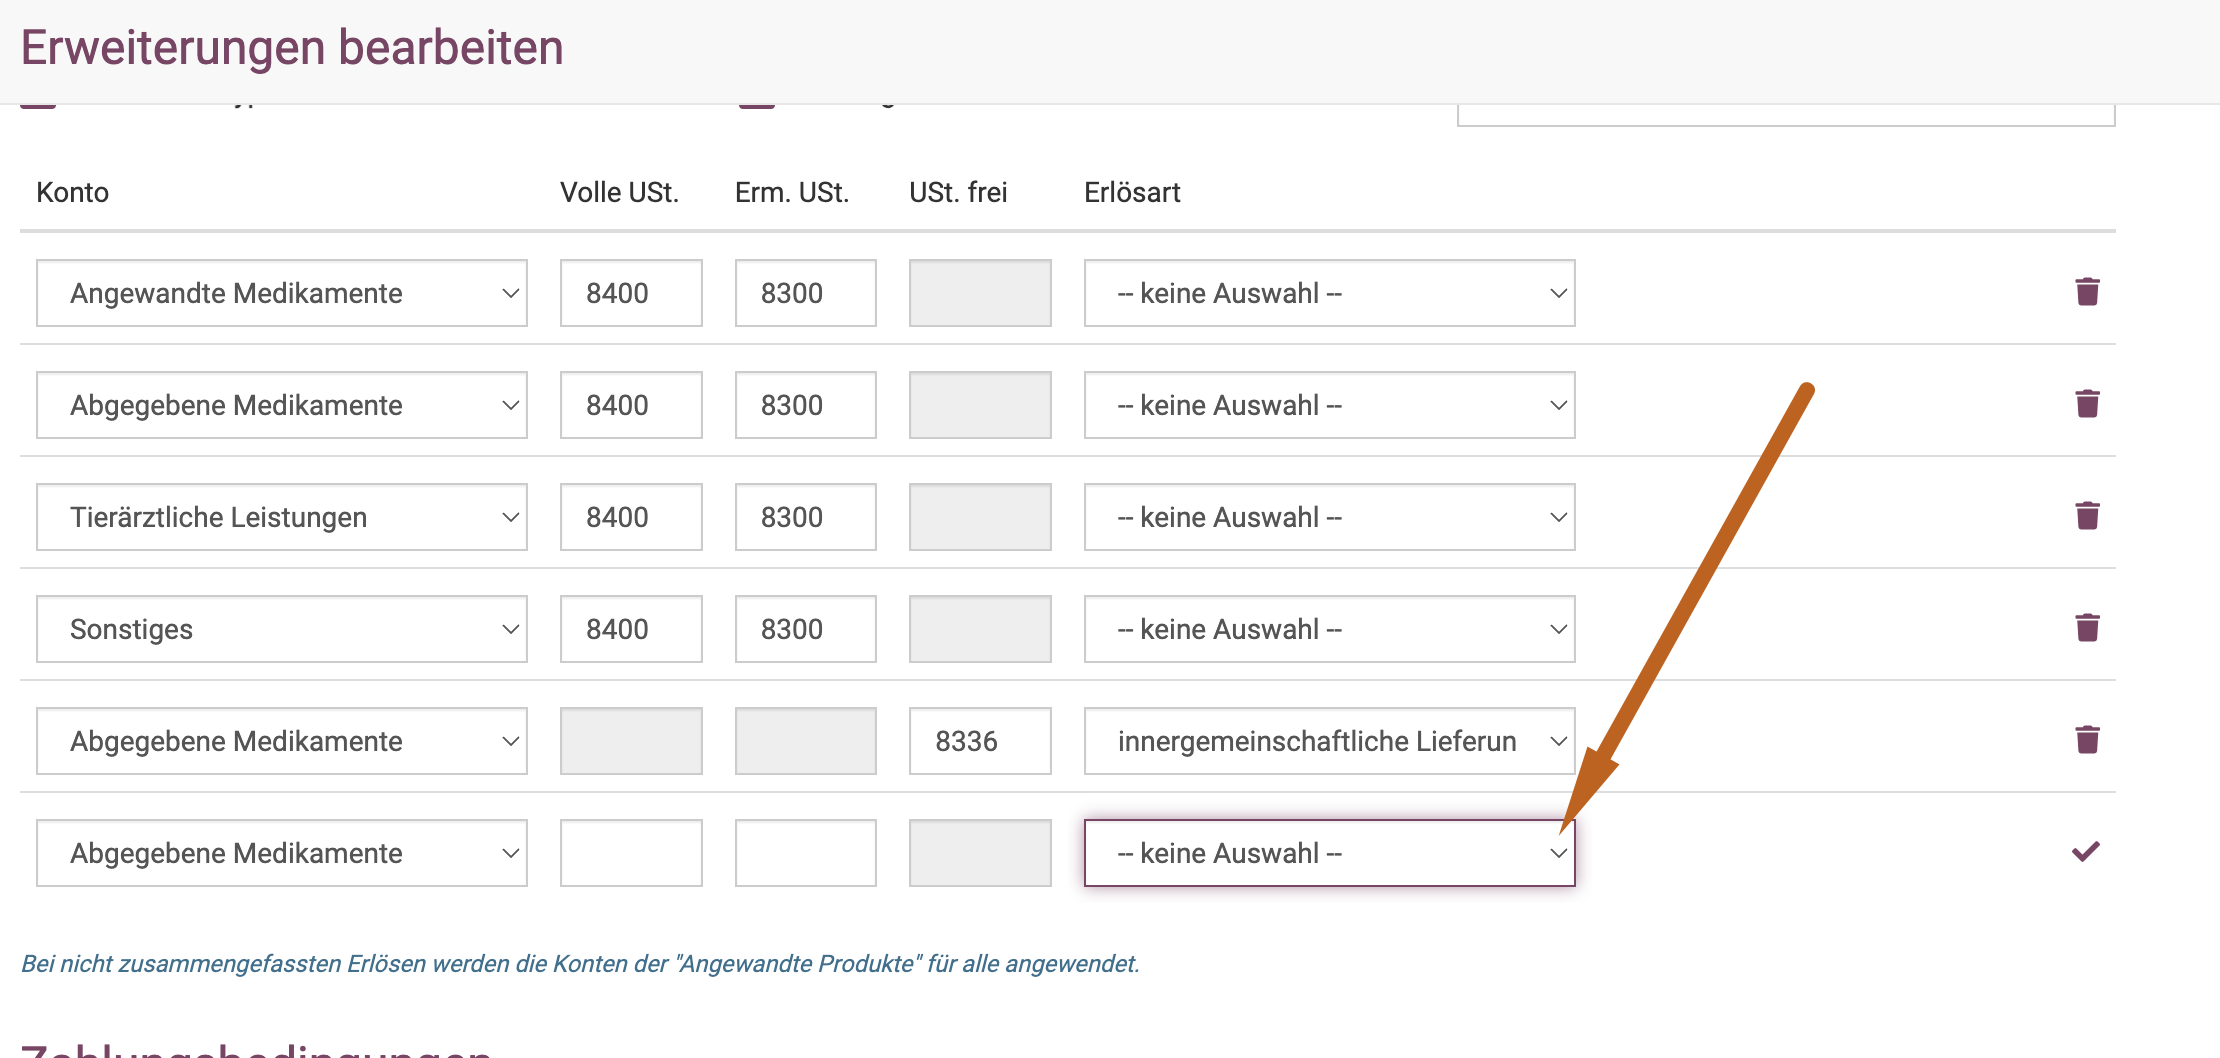 Erweiterungen bearbeiten
Konto Volle USt. Erm. USt. USt. frei Erlösart
Angewandte Medikamente 8400 8300 -- keine Auswahl --
Abgegebene Medikamente 8400 8300 -- keine Auswahl --
Tierärztliche Leistungen 8400 8300 -- keine Auswahl --
Sonstiges 8400 8300 -- keine Auswahl --
Abgegebene Medikamente 8336 innergemeinschaftliche Lieferun
Abgegebene Medikamente -- keine Auswahl --
Bei nicht zusammengefassten Erlösen werden die Konten der "Angewandte Produkte" für alle angewendet.
Zahlungsbedingungen